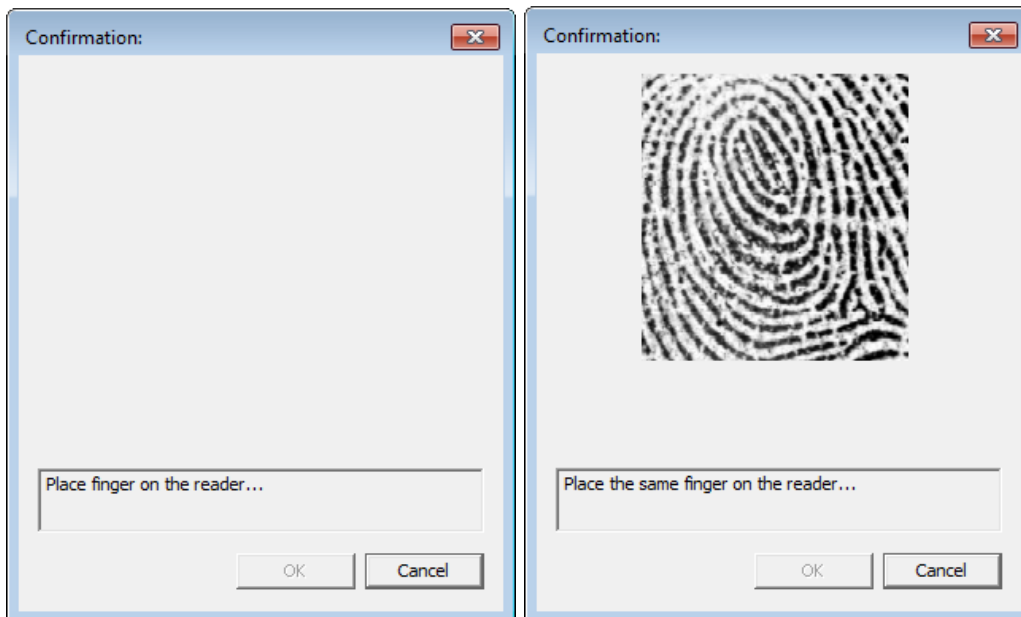 Confirmation:
Place finger on the reader...
OK
Cancel
Confirmation:
Place the same finger on the reader...
OK
Cancel